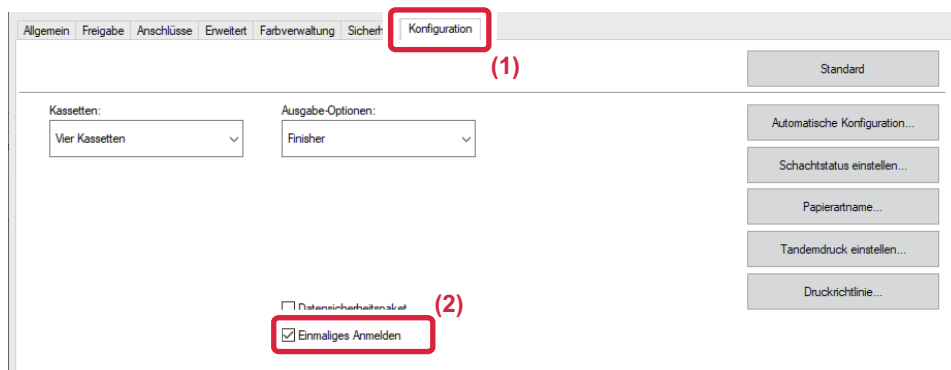 Allgemein Freigabe Anschlüsse Erweitert Farbverwaltung Konfiguration
(1)
Standard
Kassetten:
Ausgabe-Optionen:
Vier Kassetten
Finisher
Automatische Konfiguration...
Schachtstatus einstellen...
Papierartname...
Tandemdruck einstellen...
Druckrichtlinie...
Datensicherheitspaket
(2)
Einmaliges Anmelden